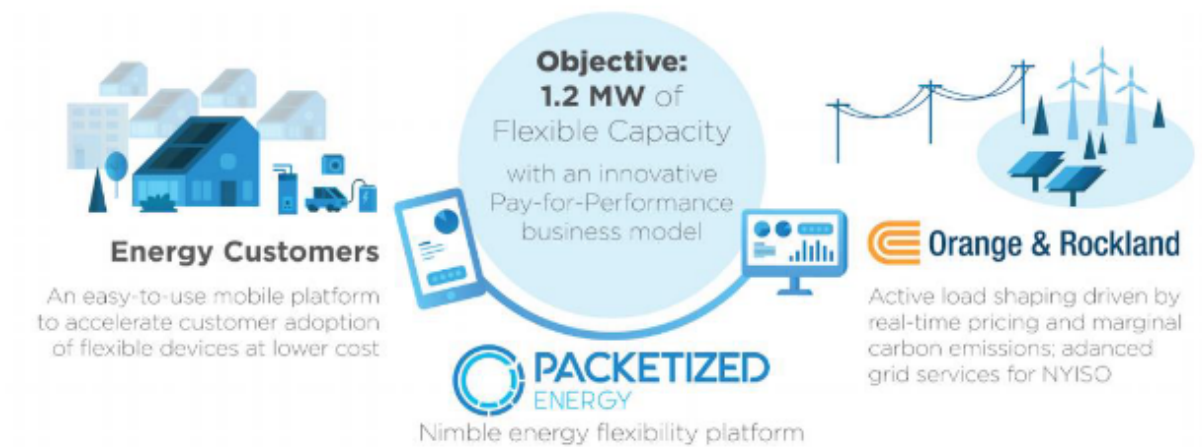 Objective:
1.2 MW of
Flexible Capacity
with an innovative
Pay-for-Performance
business model
Energy Customers
An easy-to-use mobile platform
to accelerate customer adoption
of flexible devices at lower cost
Orange & Rockland
Active load shaping driven by
real-time pricing and marginal
carbon emissions; adanced
grid services for NYISO
PACKETIZED
ENERGY
Nimble energy flexibility platform